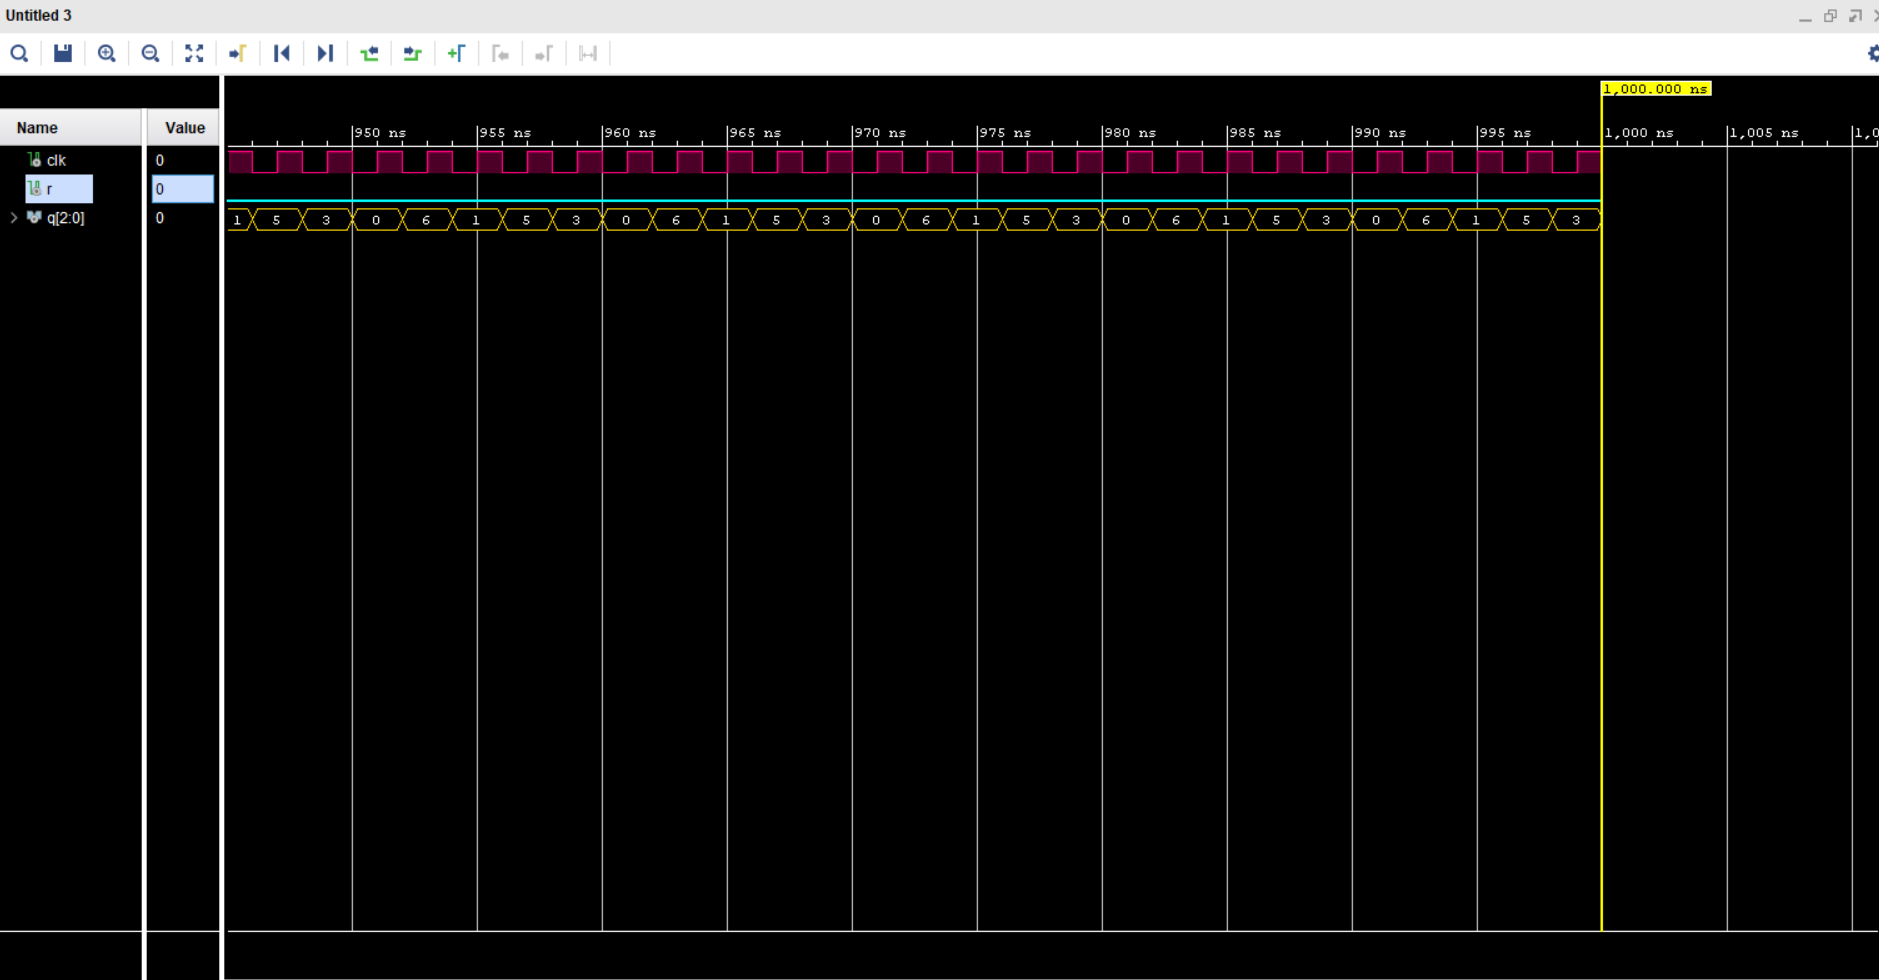 Untitled 3
1,000.000 ns
Name Value
950 ns 955 ns 960 ns 965 ns 970 ns 975 ns 980 ns 985 ns 990 ns 995 ns 1,000 ns 1,005 ns 1,0
clk 0
r 0
q[2:0] 0 1 5 3 0 6 1 5 3 0 6 1 5 3 0 6 1 5 3 0 6 1 5 3 0 6 1 5 3